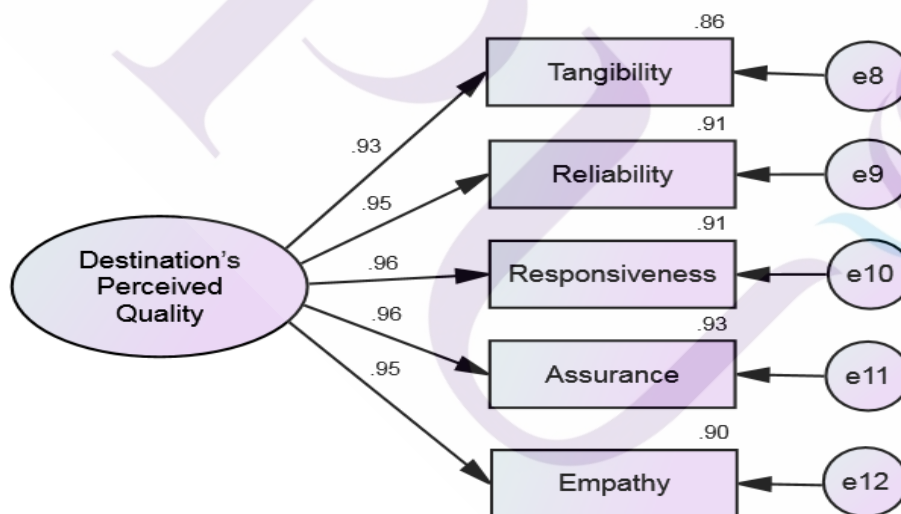 .86
Tangibility
e8
.93
.91
Reliability
e9
.95
.91
Responsiveness
e10
.96
Destination's
Perceived
Quality
.96
.93
Assurance
e11
.95
.90
Empathy
e12